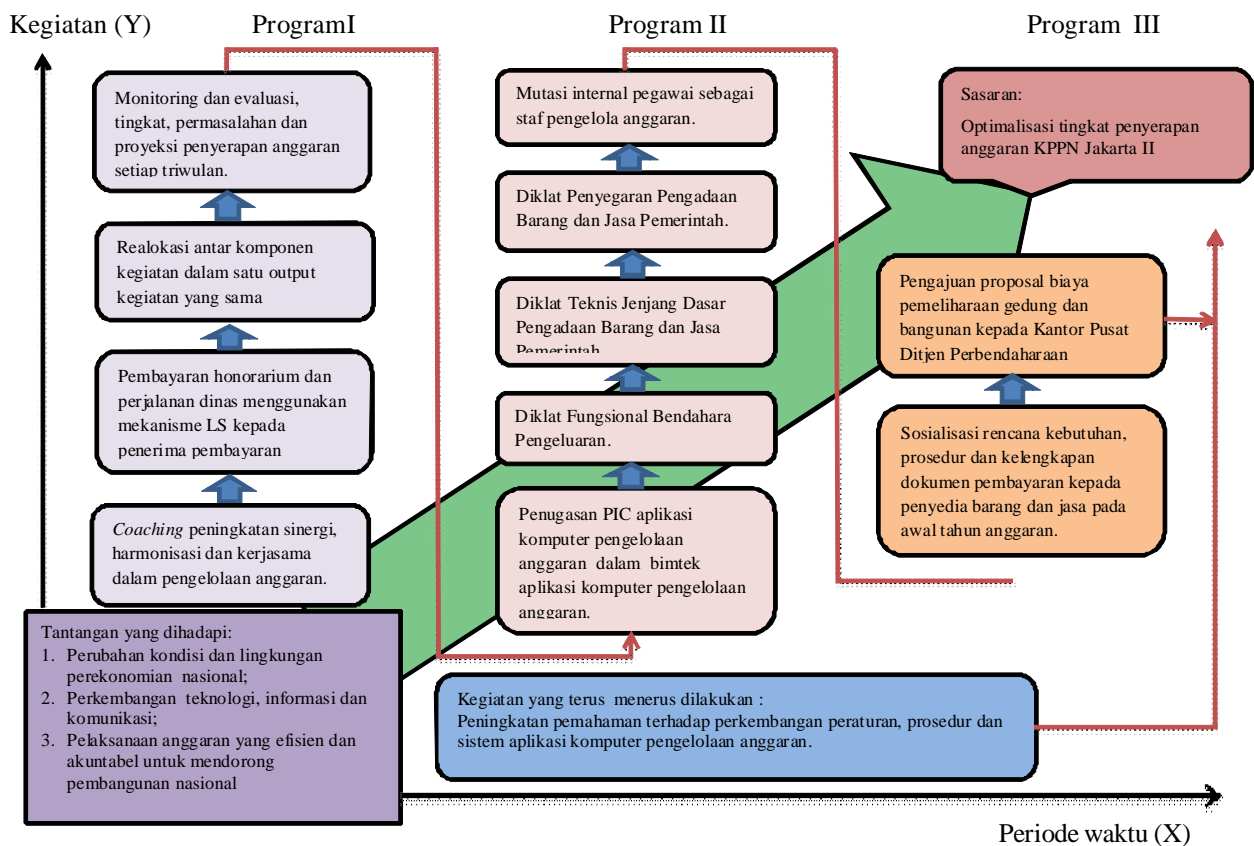 Kegiatan (Y)
ProgramI
Program II
Program III
Monitoring dan evaluasi,
tingkat, permasalahan dan
proyeksi penyerapan anggaran
setiap triwulan.
Realokasi antar komponen
kegiatan dalam satu output
kegiatan yang sama
Pembayaran honorarium dan
perjalanan dinas menggunakan
mekanisme LS kepada
penerima pembayaran
Coaching peningkatan sinergi,
harmonisasi dan kerjasama
dalam pengelolaan anggaran.
Mutasi internal pegawai sebagai
staf pengelola anggaran.
Diklat Penyegaran Pengadaan
Barang dan Jasa Pemerintah.
Diklat Teknis Jenjang Dasar
Pengadaan Barang dan Jasa
Pemerintah
Diklat Fungsional Bendahara
Pengeluaran.
Penugasan PIC aplikasi
komputer pengelolaan
anggaran dalam bimtek
aplikasi komputer pengelolaan
anggaran.
Sasaran:
Optimalisasi tingkat penyerapan
anggaran KPPN Jakarta II
Pengajuan proposal biaya
pemeliharaan gedung dan
bangunan kepada Kantor Pusat
Ditjen Perbendaharaan
Sosialisasi rencana kebutuhan,
prosedur dan kelengkapan
dokumen pembayaran kepada
penyedia barang dan jasa pada
awal tahun anggaran.
Tantangan yang dihadapi:
1. Perubahan kondisi dan lingkungan
perekonomian nasional;
2. Perkembangan teknologi, informasi dan
komunikasi;
3. Pelaksanaan anggaran yang efisien dan
akuntabel untuk mendorong
pembangunan nasional
Kegiatan yang terus menerus dilakukan :
Peningkatan pemahaman terhadap perkembangan peraturan, prosedur dan
sistem aplikasi komputer pengelolaan anggaran.
Periode waktu (X)